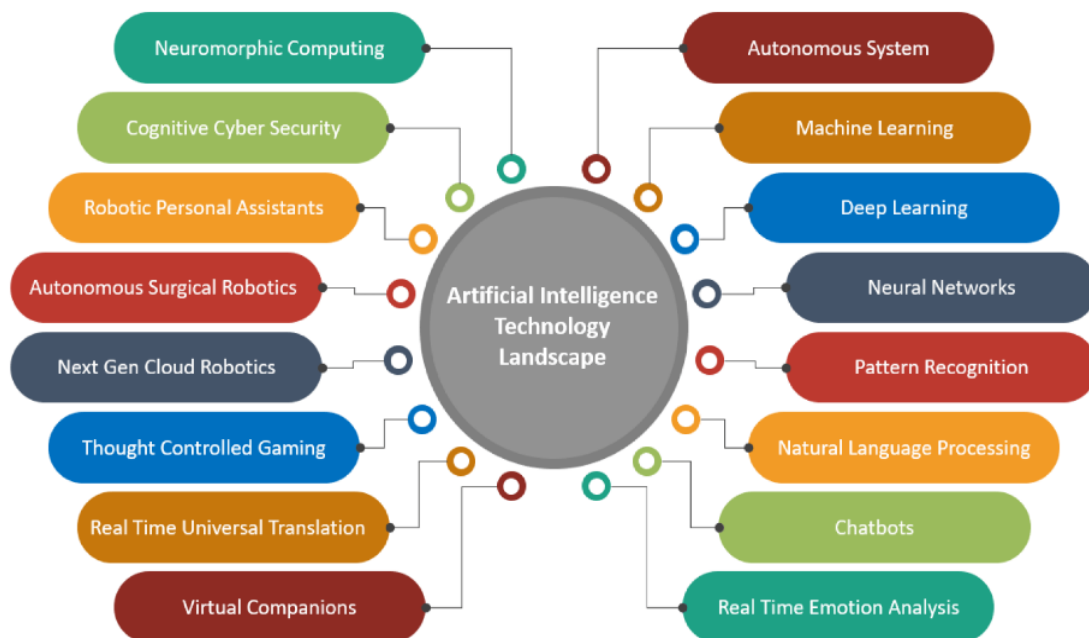 Neuromorphic Computing
Cognitive Cyber Security
Robotic Personal Assistants
Autonomous Surgical Robotics
Next Gen Cloud Robotics
Thought Controlled Gaming
Real Time Universal Translation
Virtual Companions
Artificial Intelligence
Technology
Landscape
Autonomous System
Machine Learning
Deep Learning
Neural Networks
Pattern Recognition
Natural Language Processing
Chatbots
Real Time Emotion Analysis